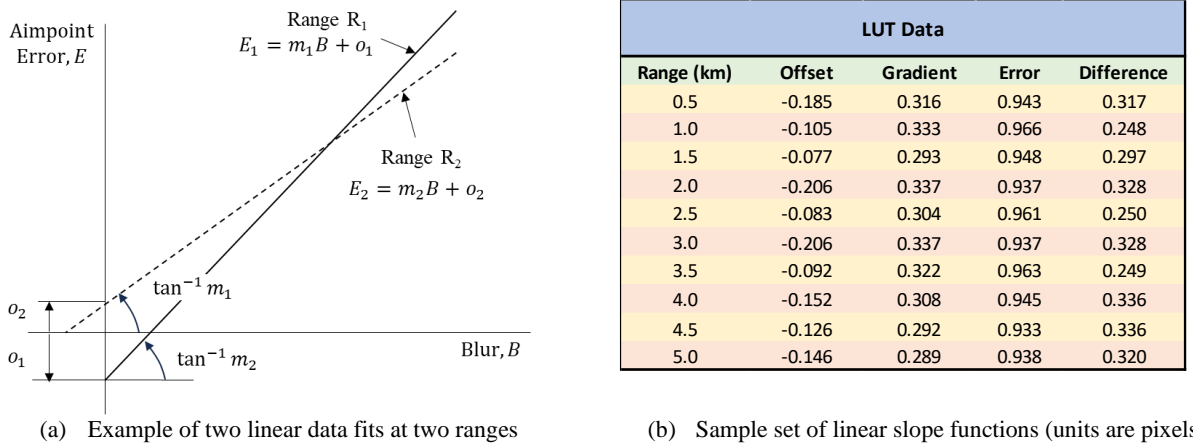 Aimpoint
Error, E
Range R₁
E₁ = m₁B + o₁
Range R₂
E₂ = m₂B + o₂
tan⁻¹ m₁
o₂
o₁
tan⁻¹ m₂
Blur, B
(a) Example of two linear data fits at two ranges
LUT Data
Range (km) Offset Gradient Error Difference
0.5 -0.185 0.316 0.943 0.317
1.0 -0.105 0.333 0.966 0.248
1.5 -0.077 0.293 0.948 0.297
2.0 -0.206 0.337 0.937 0.328
2.5 -0.083 0.304 0.961 0.250
3.0 -0.206 0.337 0.937 0.328
3.5 -0.092 0.322 0.963 0.249
4.0 -0.152 0.308 0.945 0.336
4.5 -0.126 0.292 0.933 0.336
5.0 -0.146 0.289 0.938 0.320
(b) Sample set of linear slope functions (units are pixels